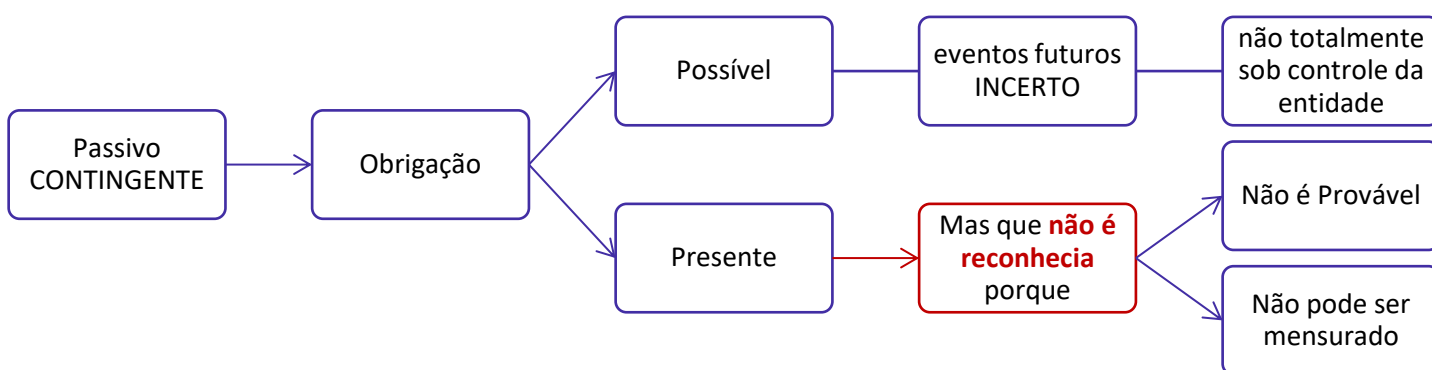 Passivo
CONTINGENTE
Obrigação
Possível
eventos futuros
INCERTO
não totalmente
sob controle da
entidade
Presente
Mas que não é
reconhecia
porque
Não é Provável
Não pode ser
mensurado